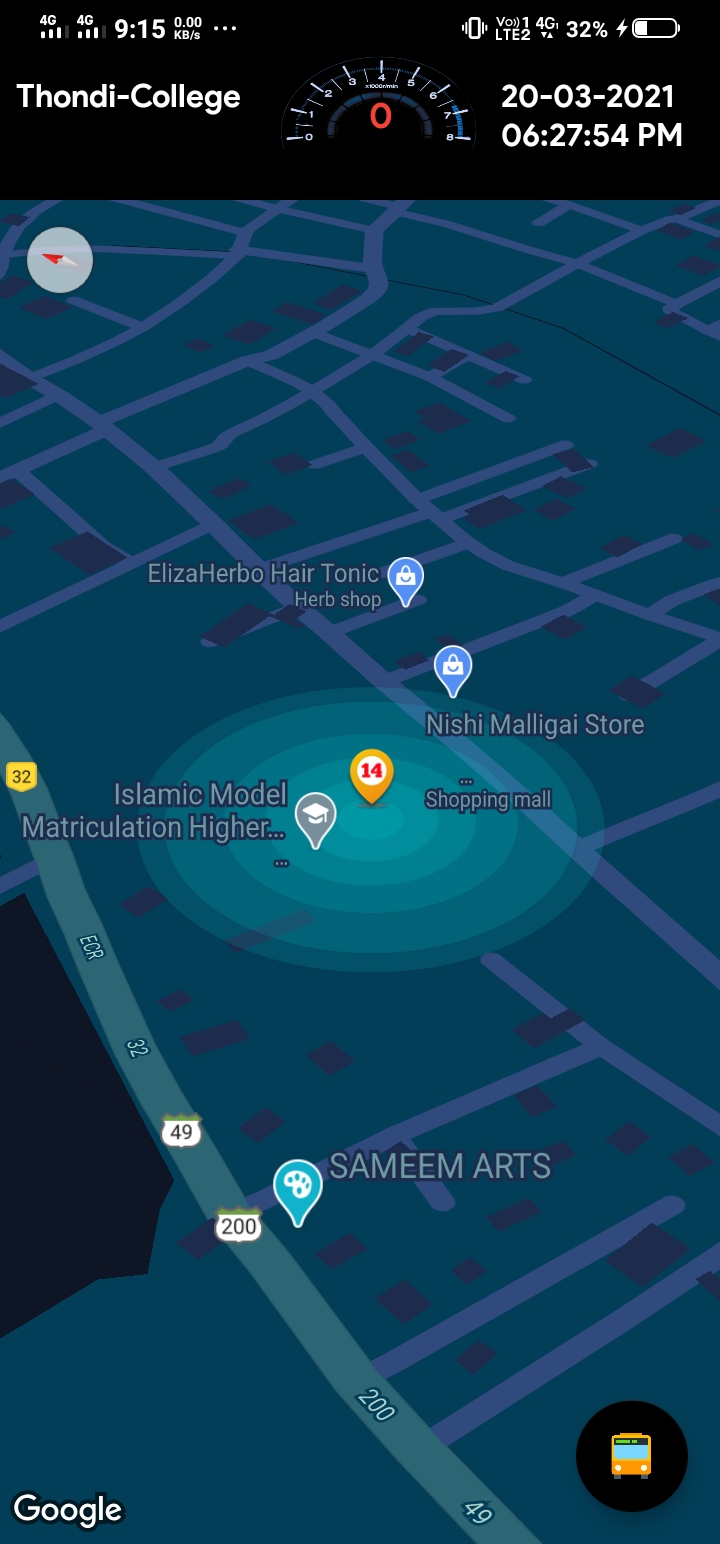 4G 4G 9:15 0.00 KB/s ... Vo))1 LTE2 4G1 32%
Thondi-College
0 1 2 3 4 5 6 7 8
x1000r/min
0
20-03-2021
06:27:54 PM
ElizaHerbo Hair Tonic
Herb shop
Nishi Malligai Store
...
Shopping mall
14
32
Islamic Model
Matriculation Higher...
...
ECR
32
49
SAMEEM ARTS
200
200
49
Google